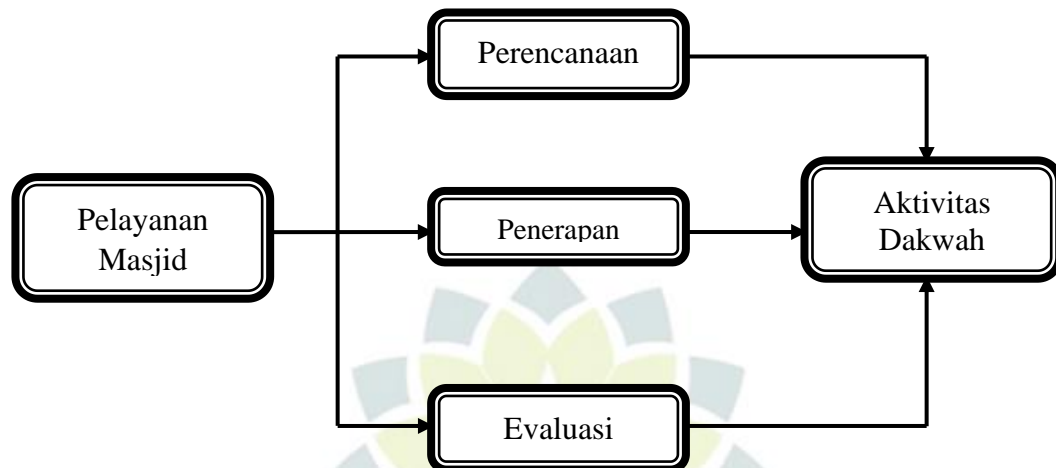 Perencanaan
Pelayanan
Masjid
Penerapan
Aktivitas
Dakwah
Evaluasi